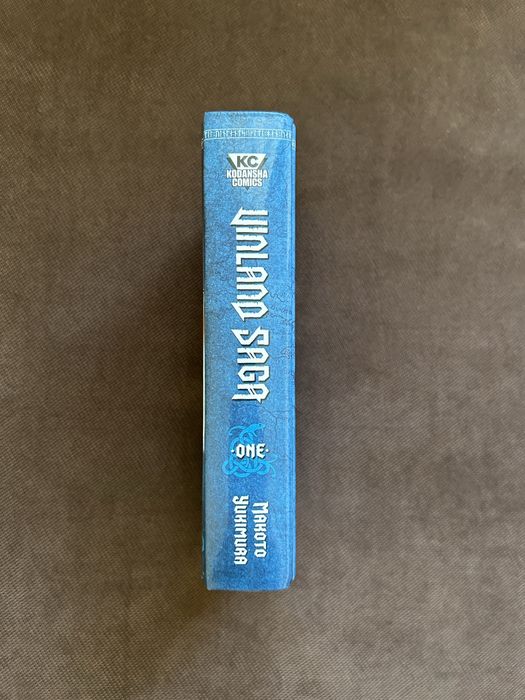 KC
KODANSHA
COMICS
VINLAND SAGA
·ONE·
MAKOTO
YUKIMURA